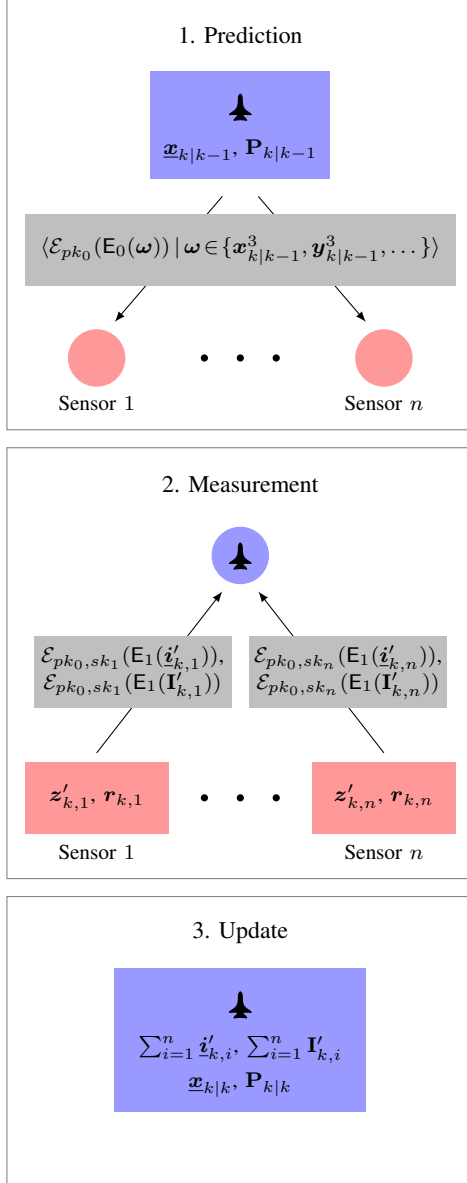 1. Prediction
x̲_{k|k−1}, P_{k|k−1}
⟨ℰ_{pk_0}(E_0(ω)) | ω ∈ {x^3_{k|k−1}, y^3_{k|k−1}, …}⟩
Sensor 1 Sensor n
2. Measurement
ℰ_{pk_0,sk_1}(E_1(i̲′_{k,1})), ℰ_{pk_0,sk_n}(E_1(i̲′_{k,n})),
ℰ_{pk_0,sk_1}(E_1(I′_{k,1})) ℰ_{pk_0,sk_n}(E_1(I′_{k,n}))
z′_{k,1}, r_{k,1} z′_{k,n}, r_{k,n}
Sensor 1 Sensor n
3. Update
∑^n_{i=1} i̲′_{k,i}, ∑^n_{i=1} I′_{k,i}
x̲_{k|k}, P_{k|k}